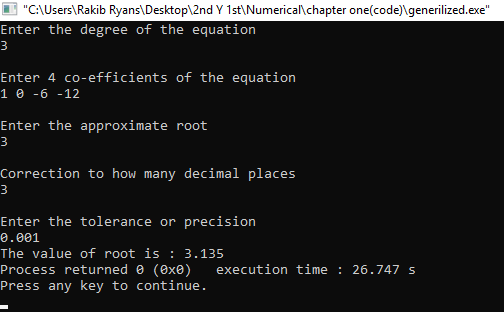 "C:\Users\Rakib Ryans\Desktop\2nd Y 1st\Numerical\chapter one(code)\generilized.exe"
Enter the degree of the equation
3
Enter 4 co-efficients of the equation
1 0 -6 -12
Enter the approximate root
3
Correction to how many decimal places
3
Enter the tolerance or precision
0.001
The value of root is : 3.135
Process returned 0 (0x0)   execution time : 26.747 s
Press any key to continue.